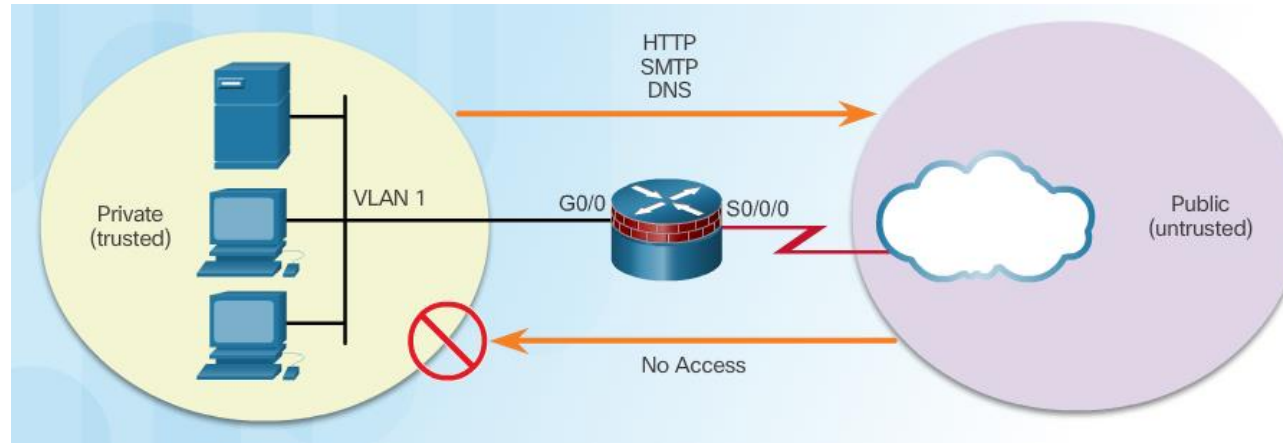 HTTP
SMTP
DNS
VLAN 1
G0/0
S0/0/0
Private
(trusted)
Public
(untrusted)
No Access